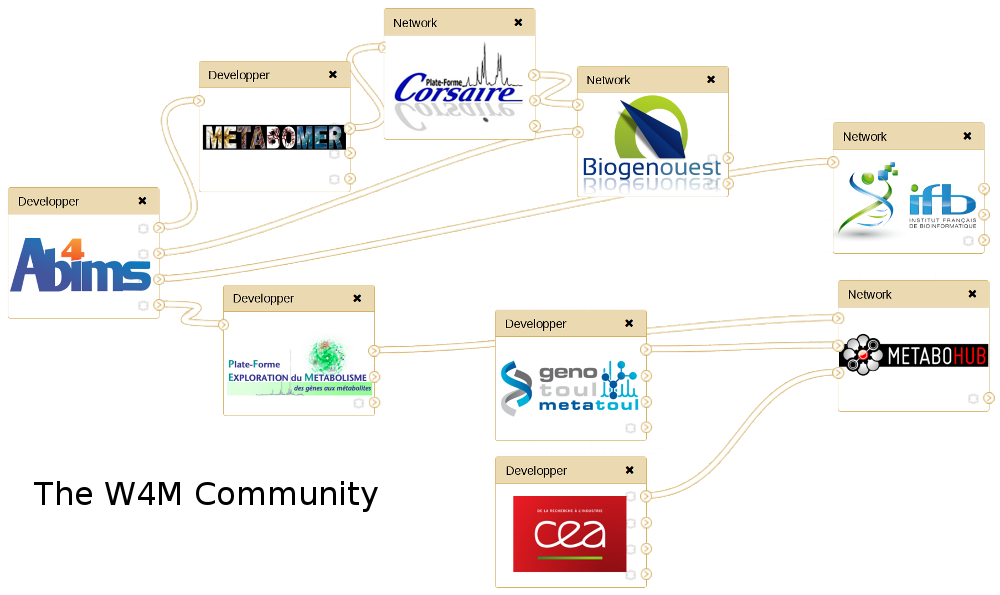 Network ✖
Plate-Forme
Corsaire
Developper ✖
METABOMER
Network ✖
Biogenouest
Network ✖
ifb
INSTITUT FRANÇAIS
DE BIOINFORMATIQUE
Developper ✖
Abi4ms
Developper ✖
Plate-Forme
EXPLORATION du METABOLISME
des gènes aux métabolites
Developper ✖
geno
toul
metatoul
Network ✖
METABOHUB
Developper ✖
DE LA RECHERCHE À L'INDUSTRIE
cea
The W4M Community